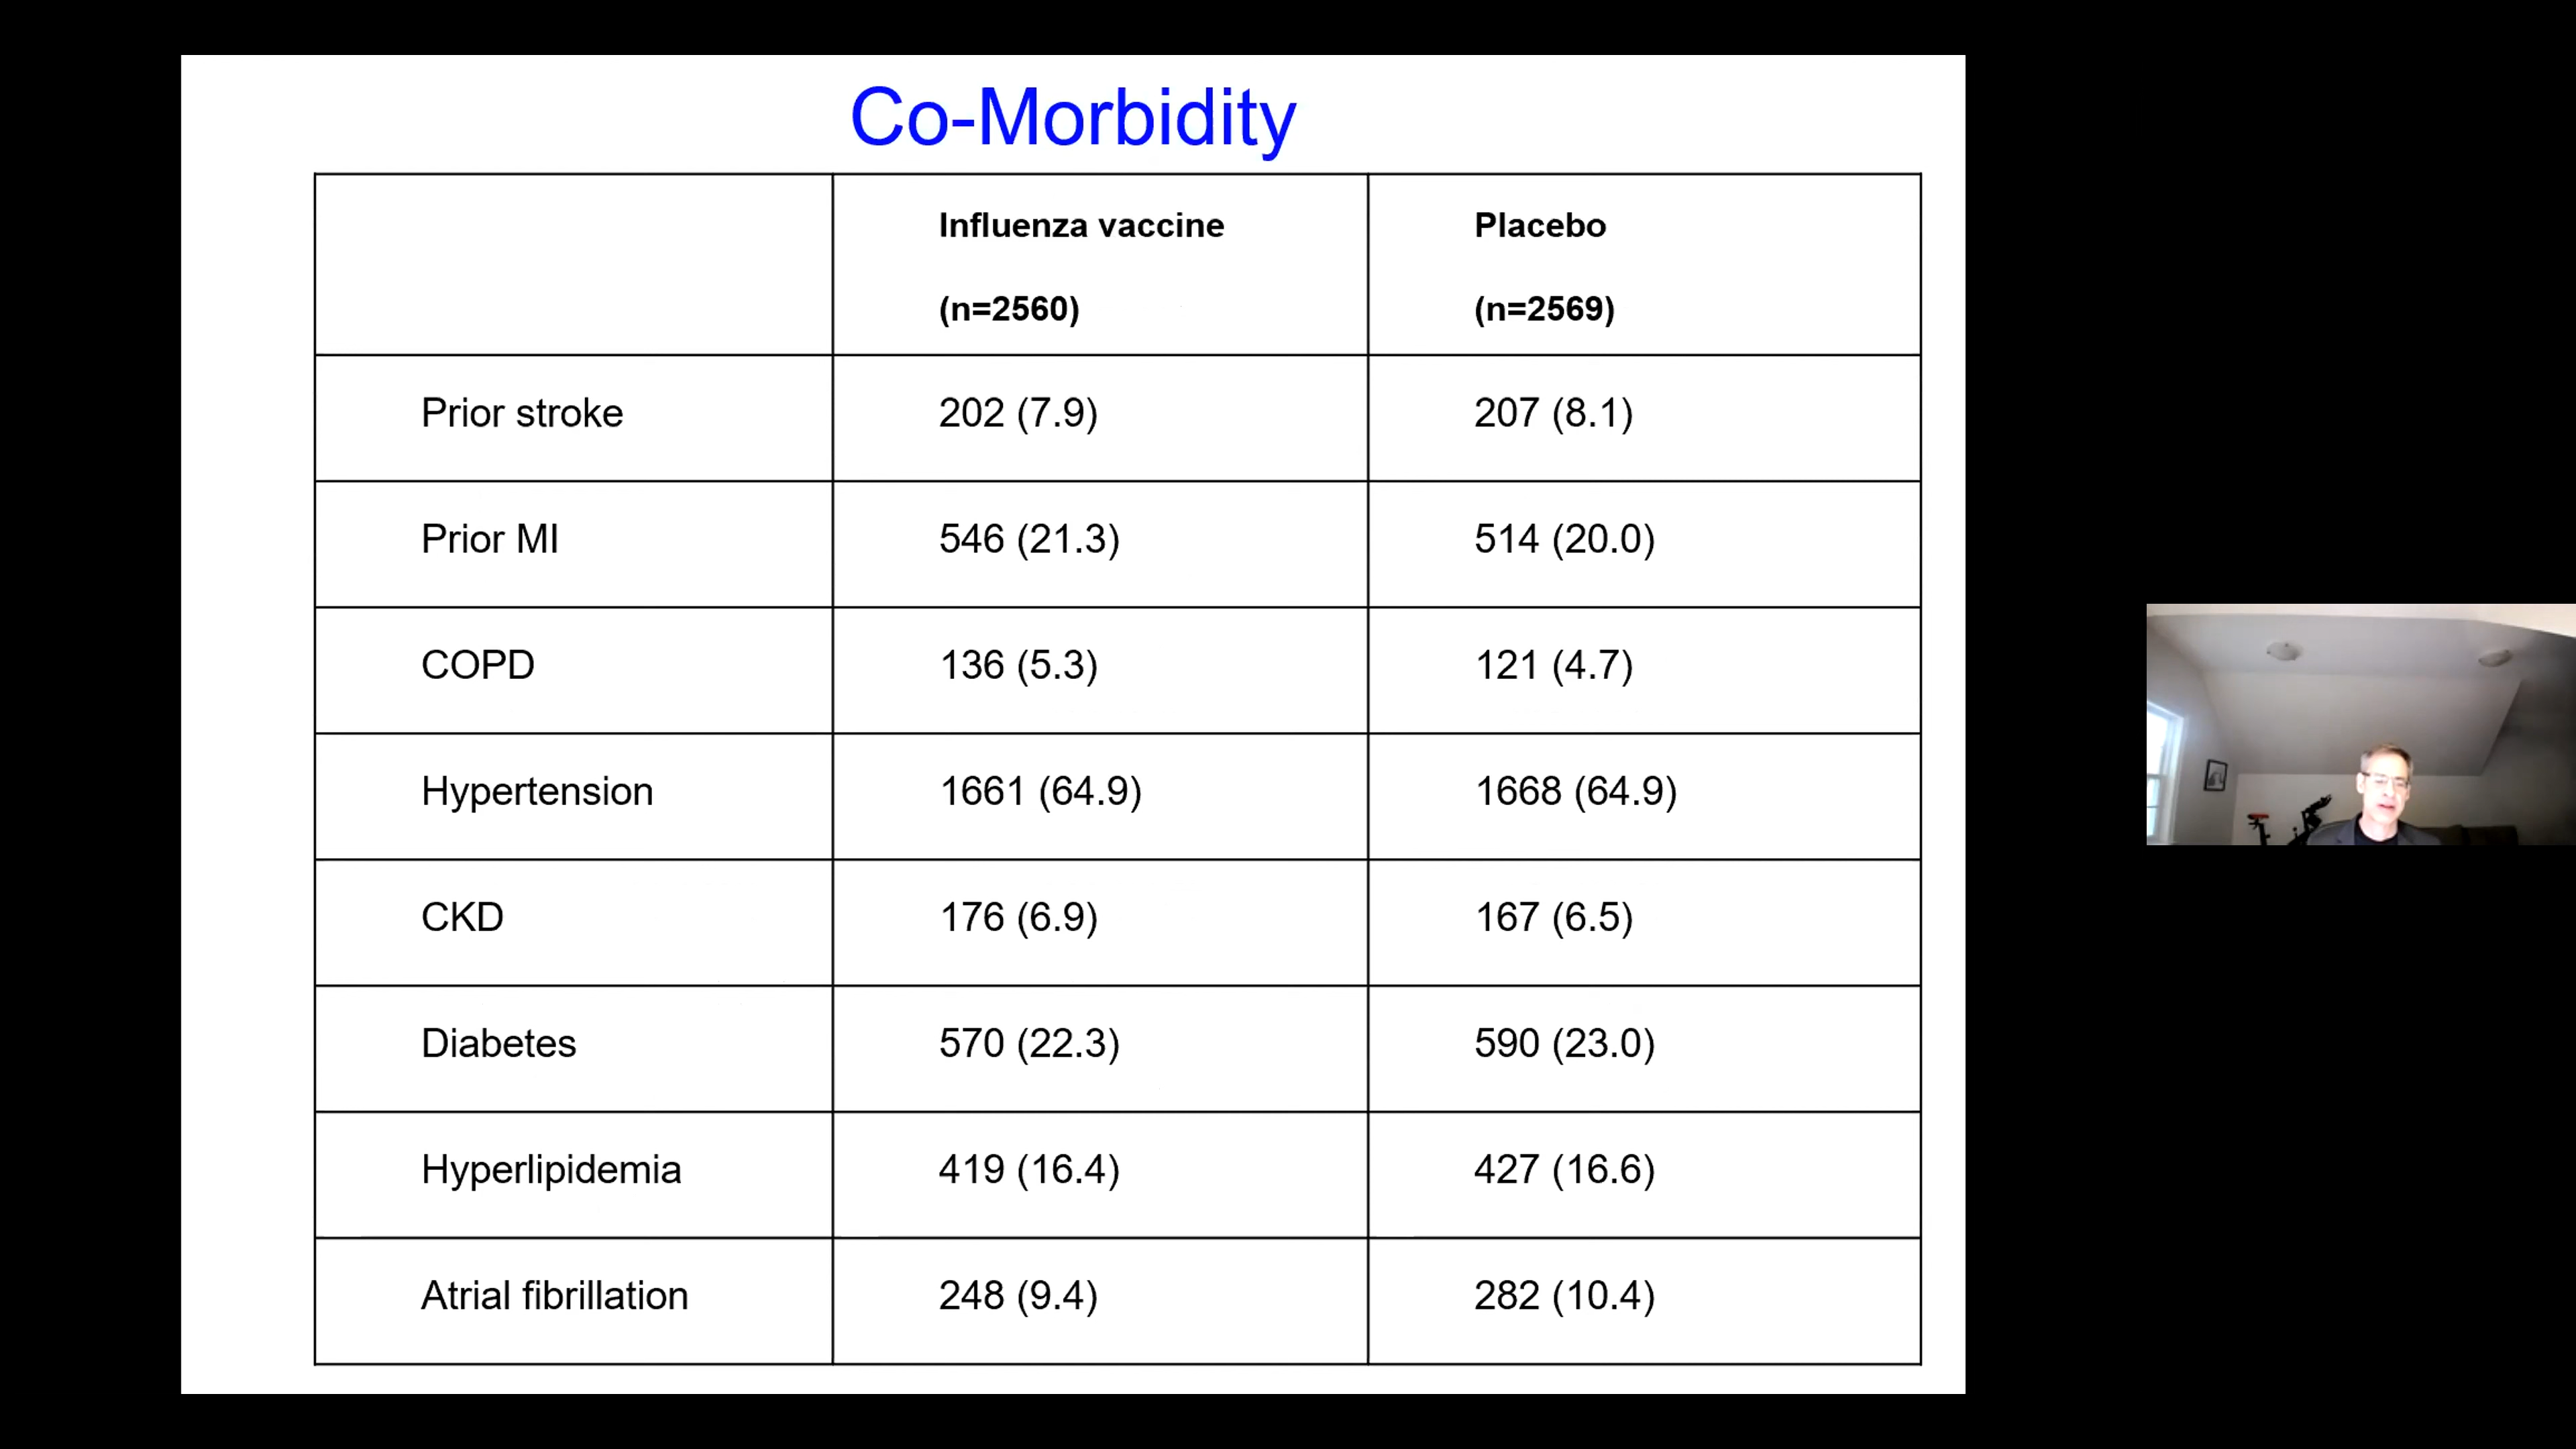 Co-Morbidity
Influenza vaccine Placebo
(n=2560) (n=2569)
Prior stroke 202 (7.9) 207 (8.1)
Prior MI 546 (21.3) 514 (20.0)
COPD 136 (5.3) 121 (4.7)
Hypertension 1661 (64.9) 1668 (64.9)
CKD 176 (6.9) 167 (6.5)
Diabetes 570 (22.3) 590 (23.0)
Hyperlipidemia 419 (16.4) 427 (16.6)
Atrial fibrillation 248 (9.4) 282 (10.4)